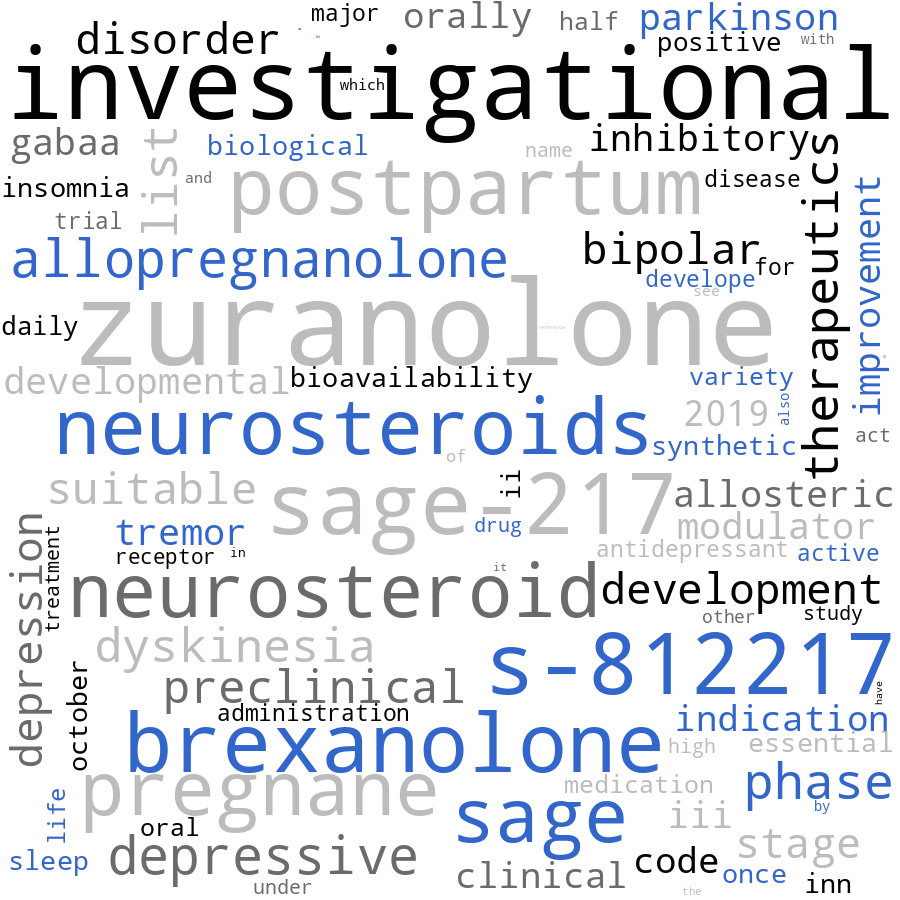 major
orally
half
parkinson
disorder
positive
with
investigational
which
gabaa
list
biological
name
inhibitory
insomnia
and
postpartum
disease
therapeutics
improvement
trial
allopregnanolone
bipolar
for
develope
see
daily
zuranolone
reference
developmental
bioavailability
variety
neurosteroids
2019
also
synthetic
act
of
suitable
sage-217
ii
allosteric
tremor
drug
modulator
receptor
in
antidepressant
active
depression
treatment
neurosteroid
it
development
other
study
dyskinesia
s-812217
october
preclinical
have
administration
brexanolone
indication
high
essential
pregnane
medication
phase
life
oral
sage
iii
by
stage
sleep
depressive
clinical
code
once
inn
under
the